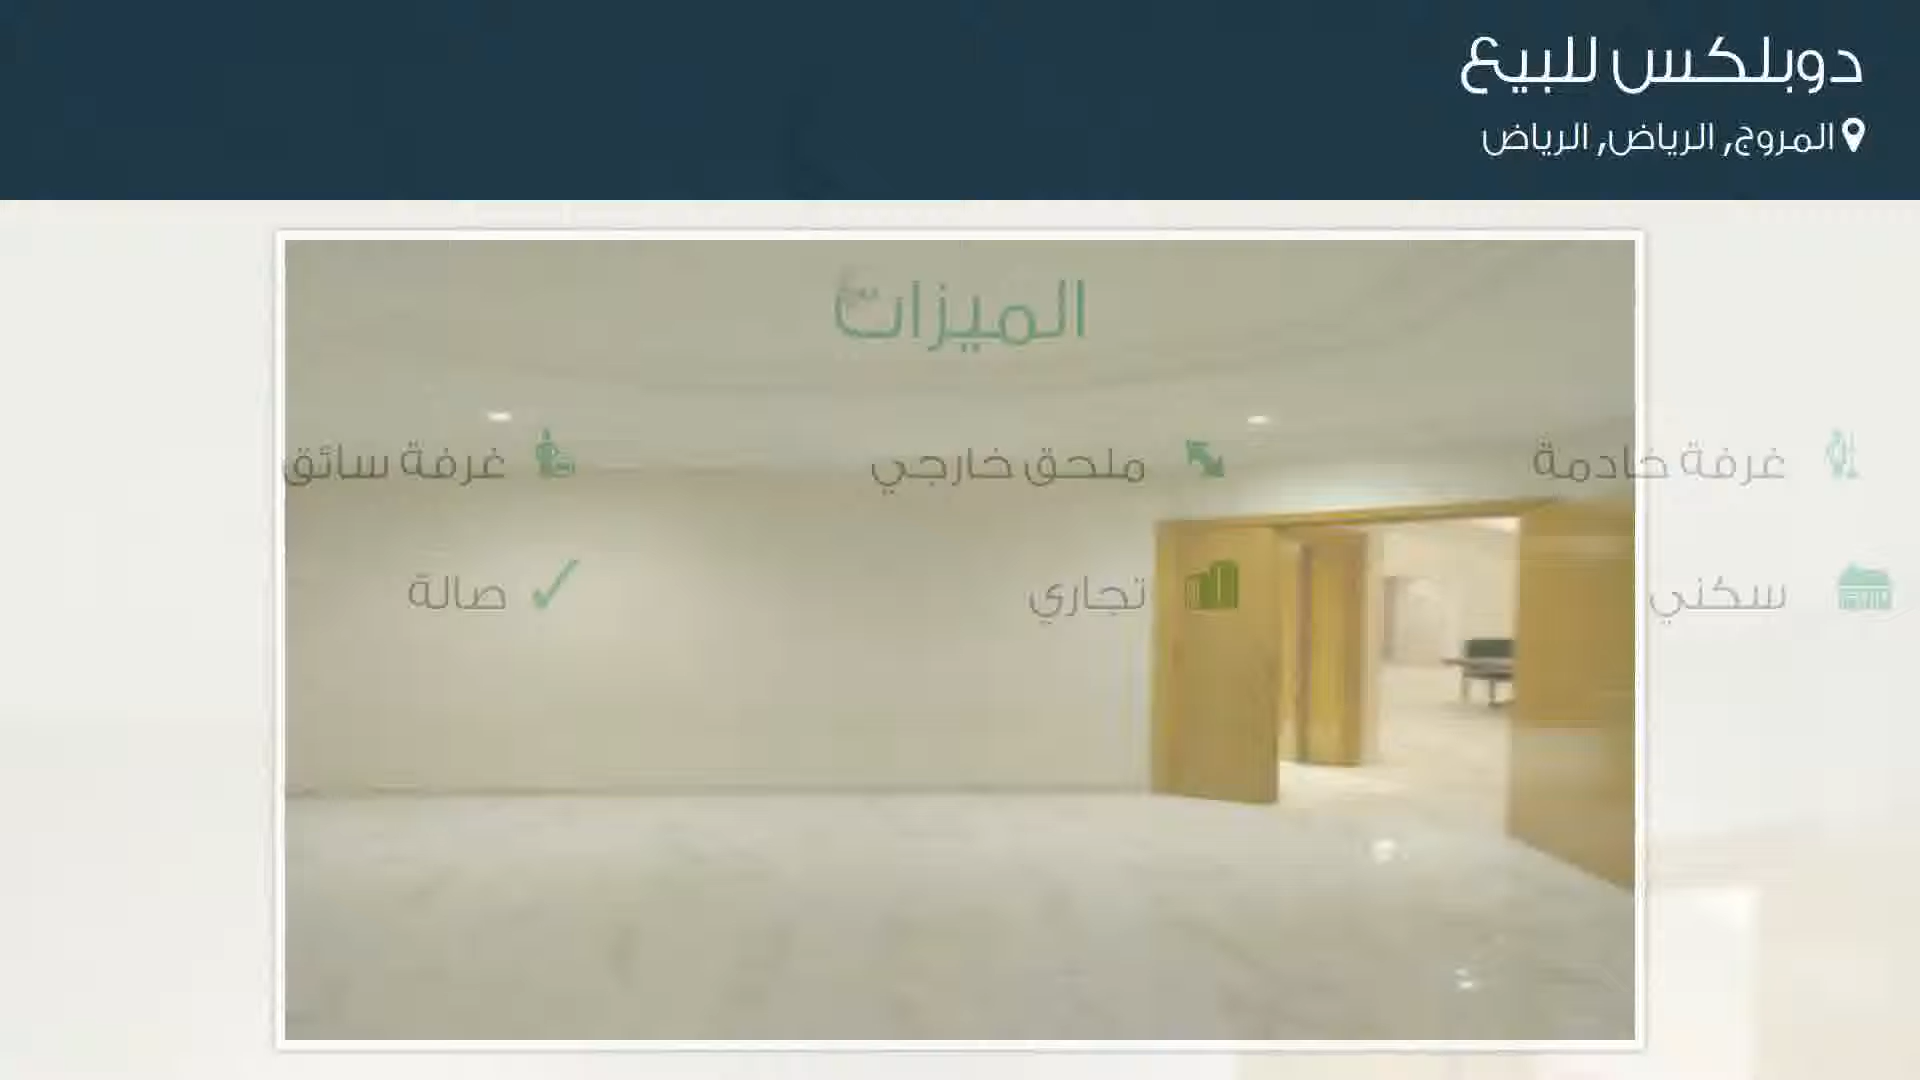 دوبلكس للبيع
المروج, الرياض, الرياض
الميزات
غرفة خادمة
ملحق خارجي
غرفة سائق
سكني
تجاري
صالة